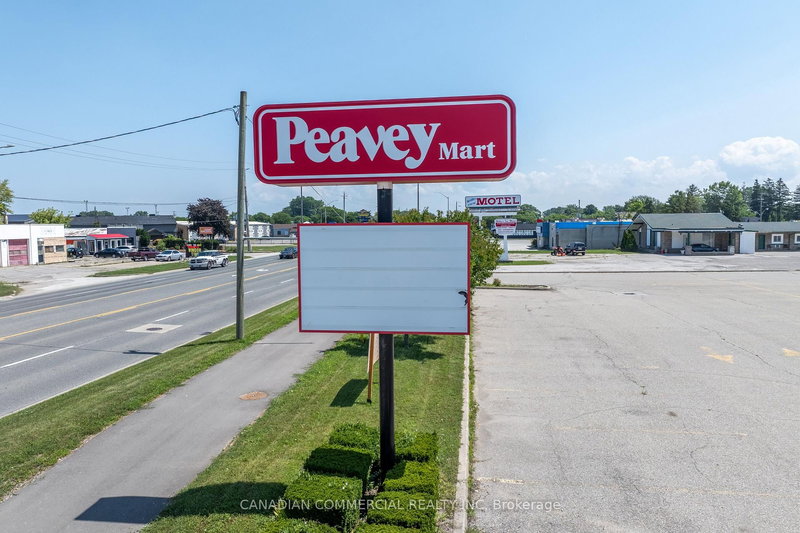 Peavey Mart
MOTEL
CANADIAN COMMERCIAL REALTY INC., Brokerage